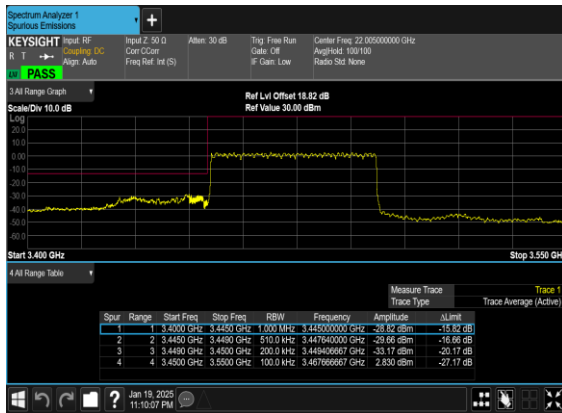 Spectrum Analyzer 1
Spurious Emissions
KEYSIGHT Input: RF Input Z: 50 Ω Atten: 30 dB Trig: Free Run Center Freq: 22.005000000 GHz
R T Coupling: DC Corr CCorr Gate: Off Avg|Hold: 100/100
Align: Auto Freq Ref: Int (S) IF Gain: Low Radio Std: None
PASS
3 All Range Graph
Ref Lvl Offset 18.82 dB
Scale/Div 10.0 dB Ref Value 30.00 dBm
Log
20.0
10.0
0.00
-10.0
-20.0
-30.0
-40.0
-50.0
-60.0
Start 3.400 GHz Stop 3.550 GH
4 All Range Table
Measure Trace Trace 1
Trace Type Trace Average (Active)
Spur Range Start Freq Stop Freq RBW Frequency Amplitude ΔLimit
1 1 3.4000 GHz 3.4450 GHz 1.000 MHz 3.445000000 GHz -28.82 dBm -15.82 dB
2 2 3.4450 GHz 3.4490 GHz 510.0 kHz 3.447640000 GHz -29.66 dBm -16.66 dB
3 3 3.4490 GHz 3.4500 GHz 200.0 kHz 3.449406667 GHz -33.17 dBm -20.17 dB
4 4 3.4500 GHz 3.5500 GHz 100.0 kHz 3.467666667 GHz 2.830 dBm -27.17 dB
Jan 19, 2025
11:10:07 PM